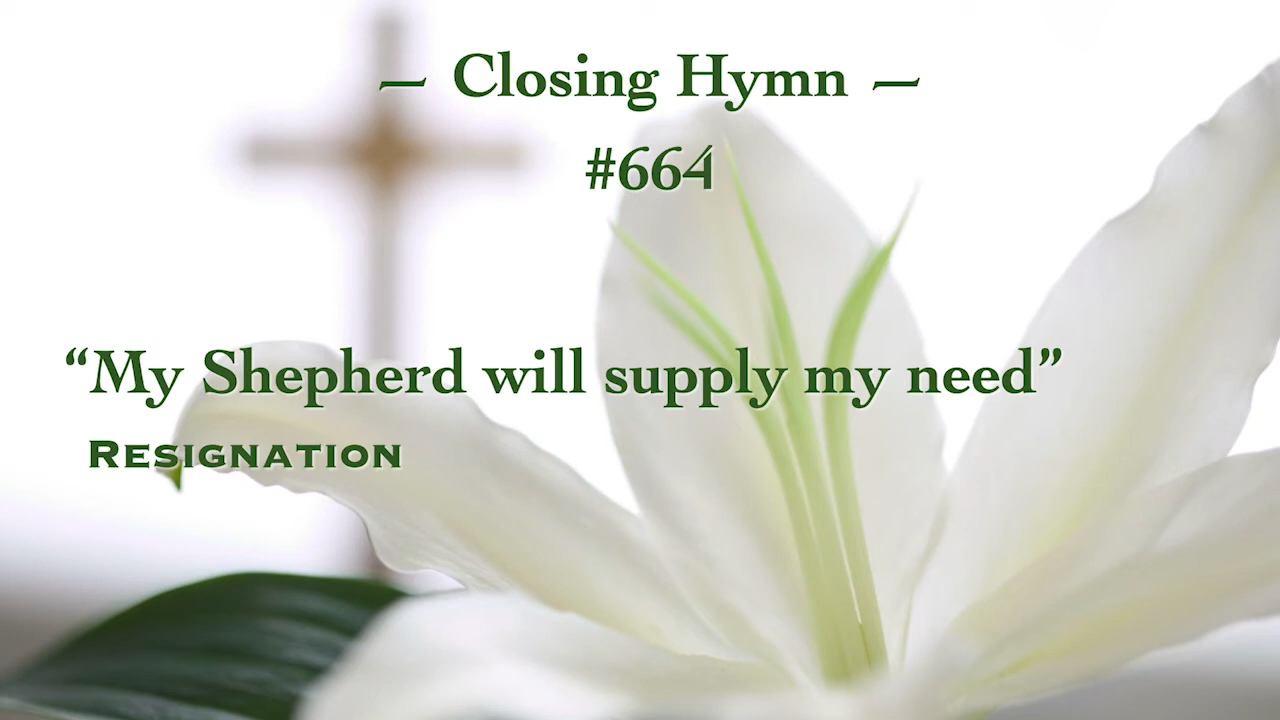 – Closing Hymn –
#664
“My Shepherd will supply my need”
Resignation